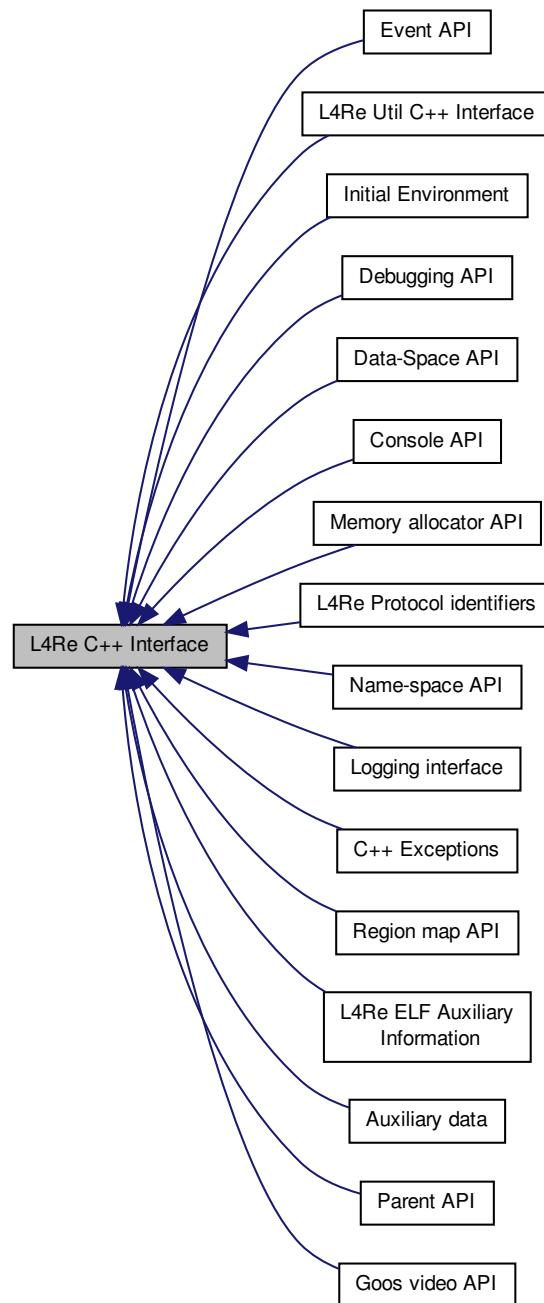 Event API
L4Re Util C++ Interface
Initial Environment
Debugging API
Data-Space API
Console API
Memory allocator API
L4Re Protocol identifiers
L4Re C++ Interface
Name-space API
Logging interface
C++ Exceptions
Region map API
L4Re ELF Auxiliary
Information
Auxiliary data
Parent API
Goos video API